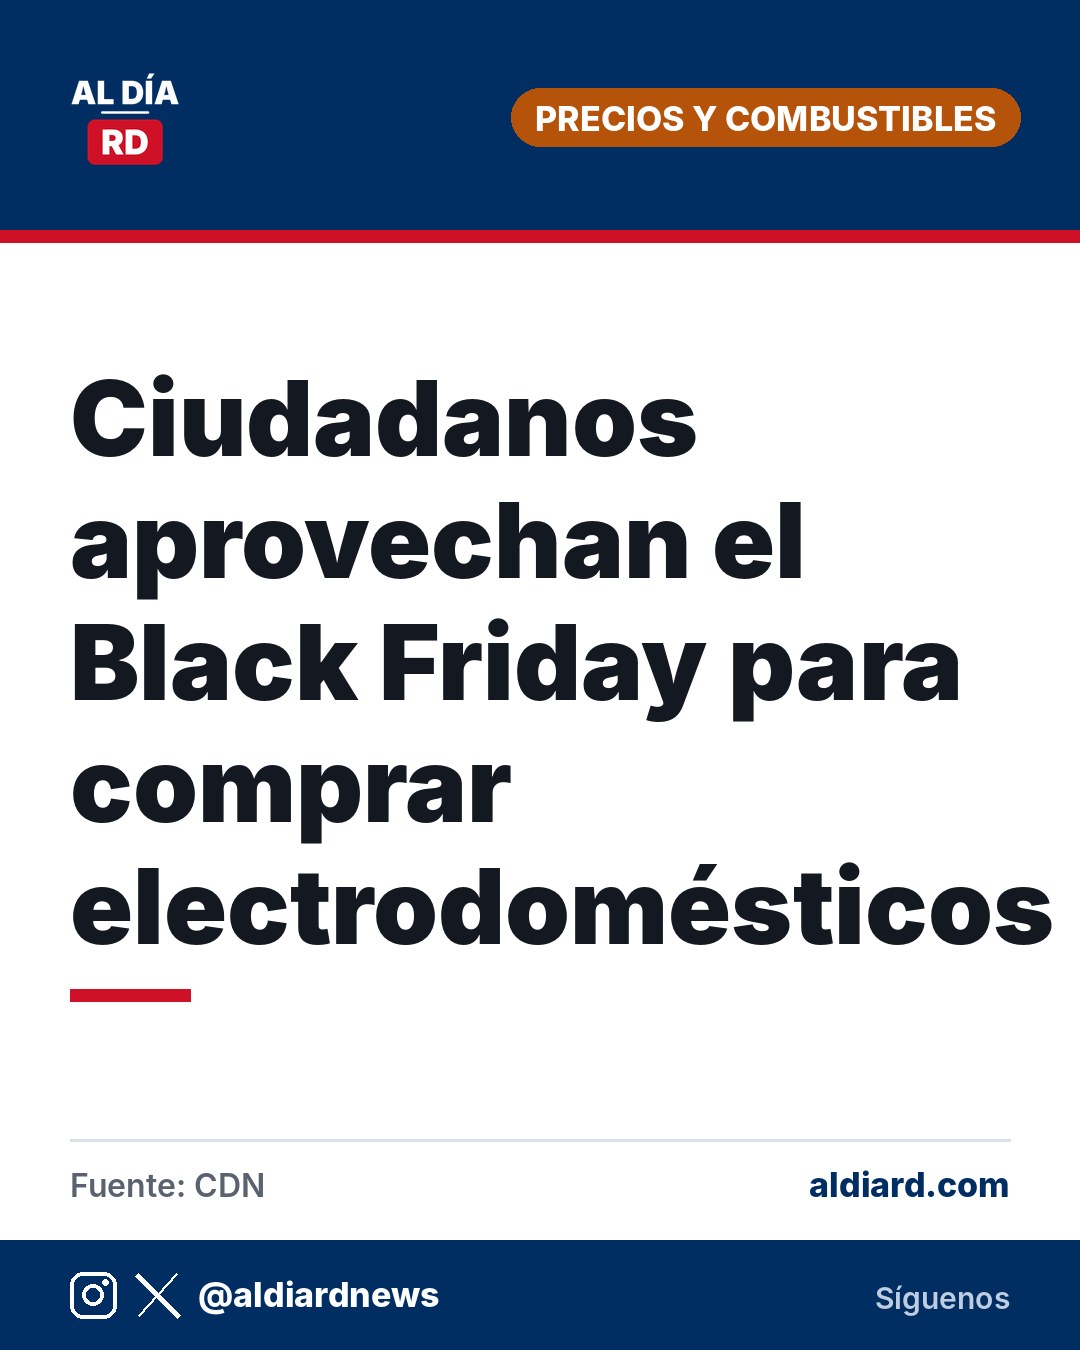 AL DÍA
RD
PRECIOS Y COMBUSTIBLES
Ciudadanos
aprovechan el
Black Friday para
comprar
electrodomésticos
Fuente: CDN
aldiard.com
@aldiardnews
Síguenos